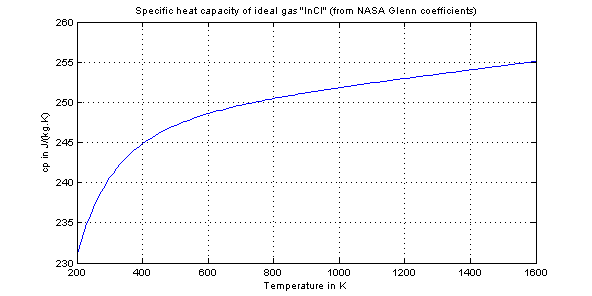 Specific heat capacity of ideal gas "InCl" (from NASA Glenn coefficients)
260
255
250
245
240
235
230
cp in J/(kg.K)
200 400 600 800 1000 1200 1400 1600
Temperature in K